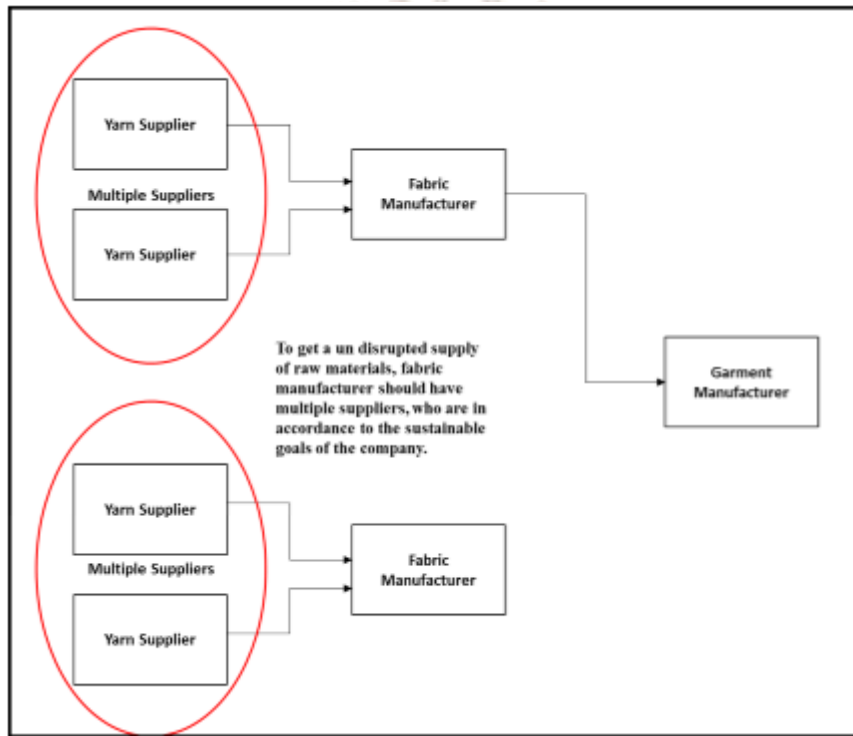 Yarn Supplier
Multiple Suppliers
Yarn Supplier
Fabric
Manufacturer
To get a un disrupted supply
of raw materials, fabric
manufacturer should have
multiple suppliers, who are in
accordance to the sustainable
goals of the company.
Garment
Manufacturer
Yarn Supplier
Multiple Suppliers
Yarn Supplier
Fabric
Manufacturer